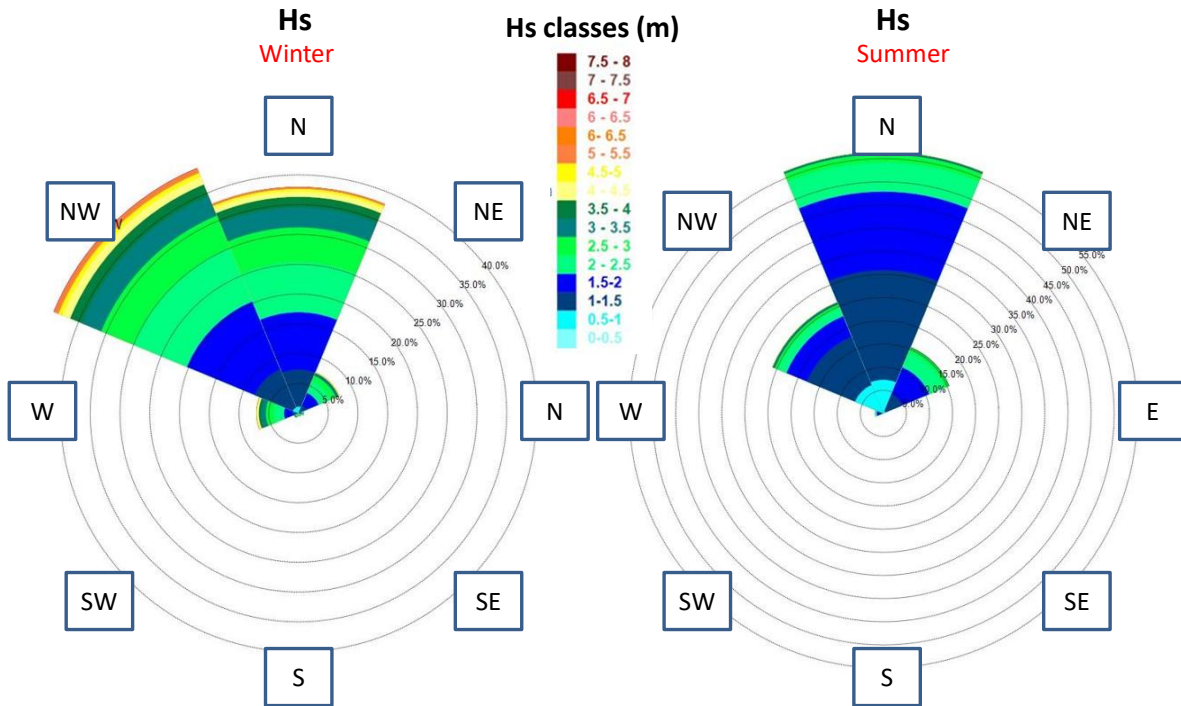 Hs
Winter
N
NW
NE
W
N
SW
SE
S
40.0%
35.0%
30.0%
25.0%
20.0%
15.0%
10.0%
5.0%
Hs classes (m)
7.5 - 8
7 - 7.5
6.5 - 7
6 - 6.5
6- 6.5
5 - 5.5
4.5-5
4 - 4.5
3.5 - 4
3 - 3.5
2.5 - 3
2 - 2.5
1.5-2
1-1.5
0.5-1
0-0.5
Hs
Summer
N
NW
NE
W
E
SW
SE
S
55.0%
50.0%
45.0%
40.0%
35.0%
30.0%
25.0%
20.0%
15.0%